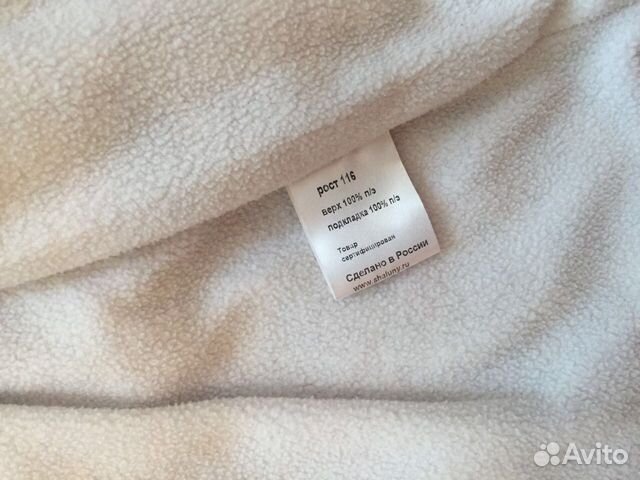 рост 116
верх 100% п/э
подкладка 100% п/э
Товар
сертифицирован
Сделано в России
www.shaluny.ru
Avito